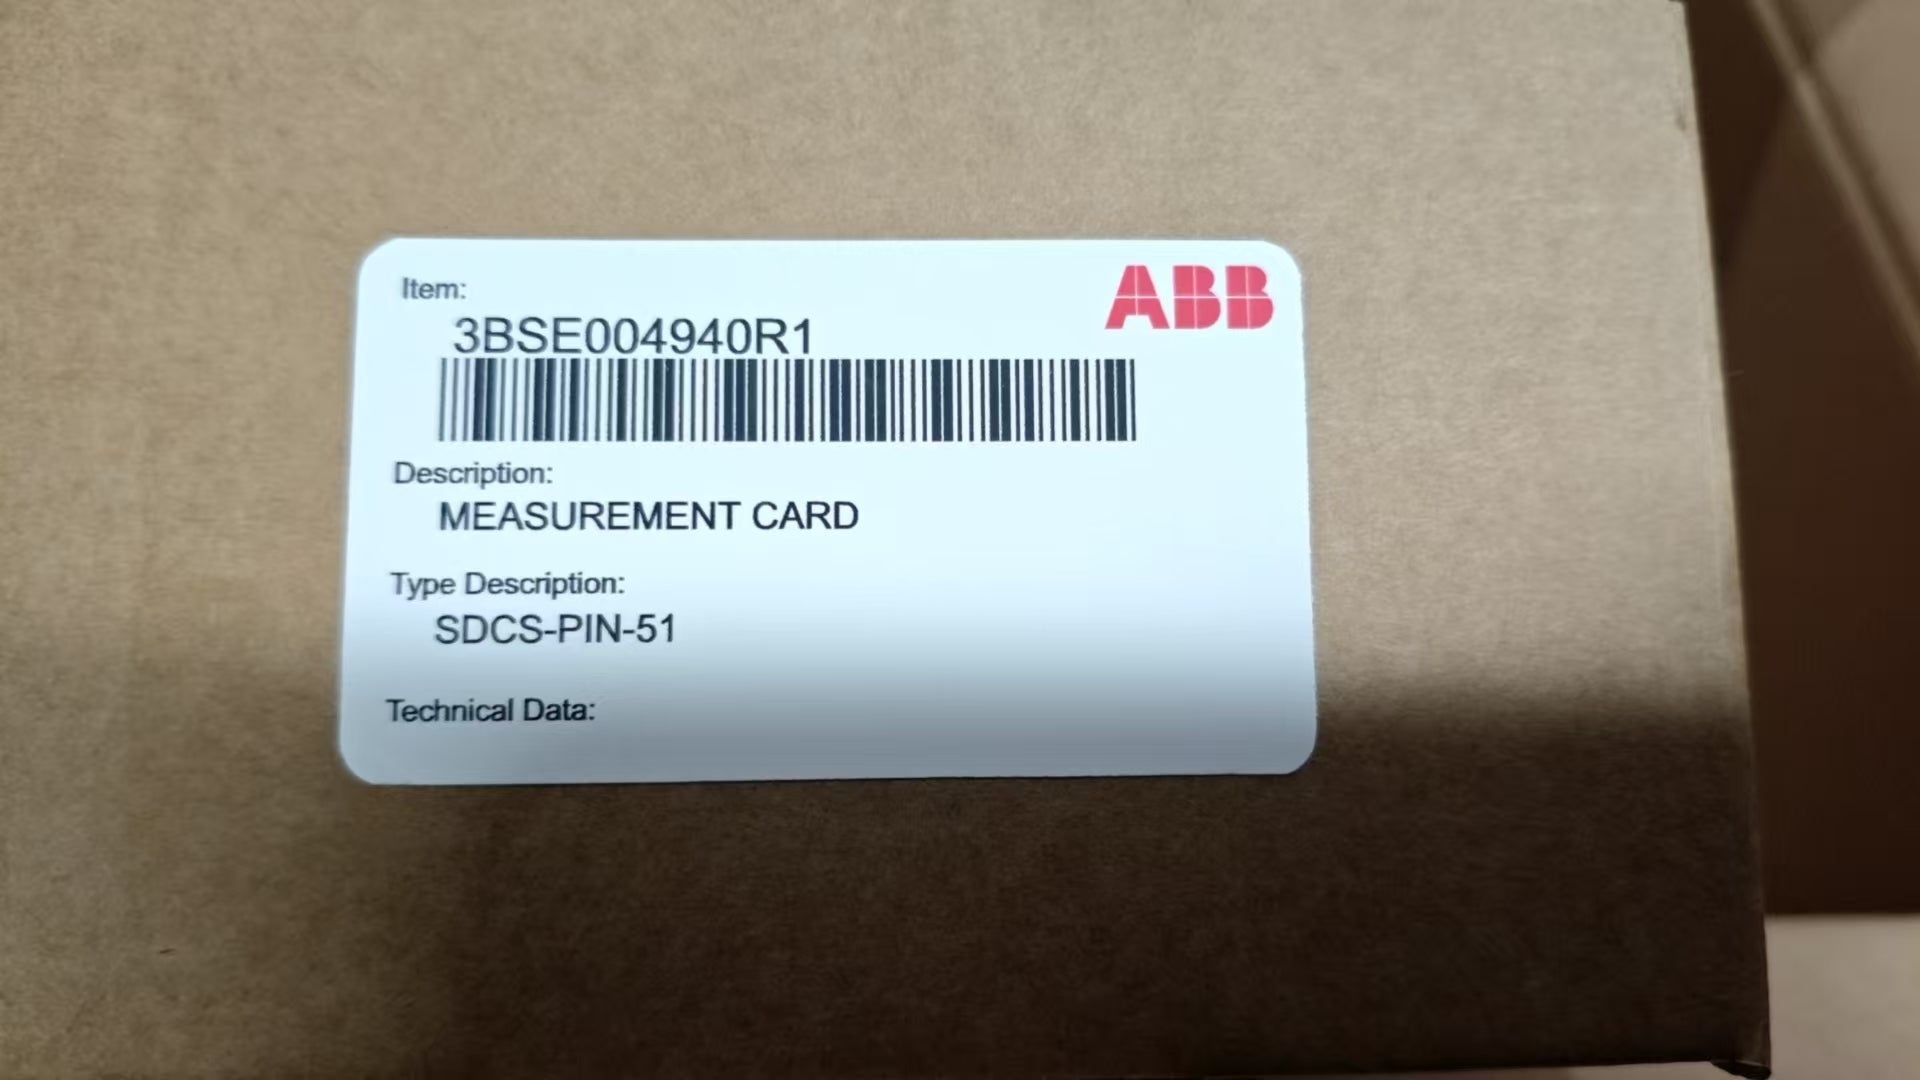 Item:
ABB
3BSE004940R1
Description:
MEASUREMENT CARD
Type Description:
SDCS-PIN-51
Technical Data: